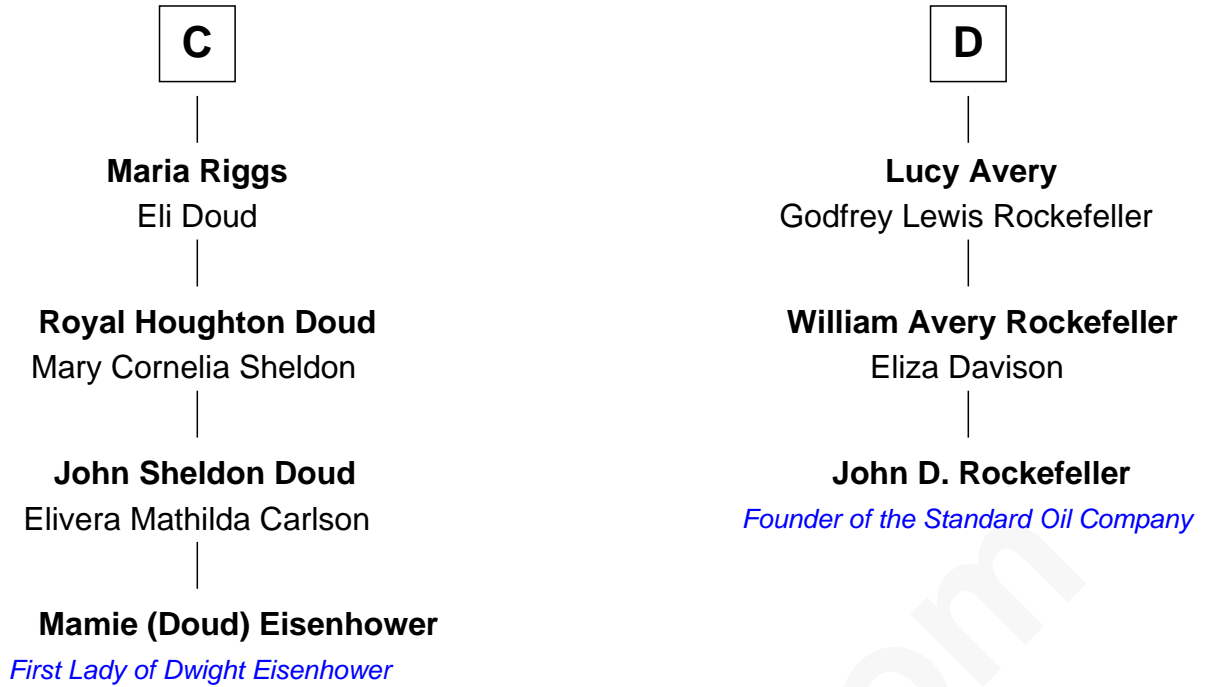 C
Maria Riggs
Eli Doud
Royal Houghton Doud
Mary Cornelia Sheldon
John Sheldon Doud
Elivera Mathilda Carlson
Mamie (Doud) Eisenhower
First Lady of Dwight Eisenhower
D
Lucy Avery
Godfrey Lewis Rockefeller
William Avery Rockefeller
Eliza Davison
John D. Rockefeller
Founder of the Standard Oil Company
om